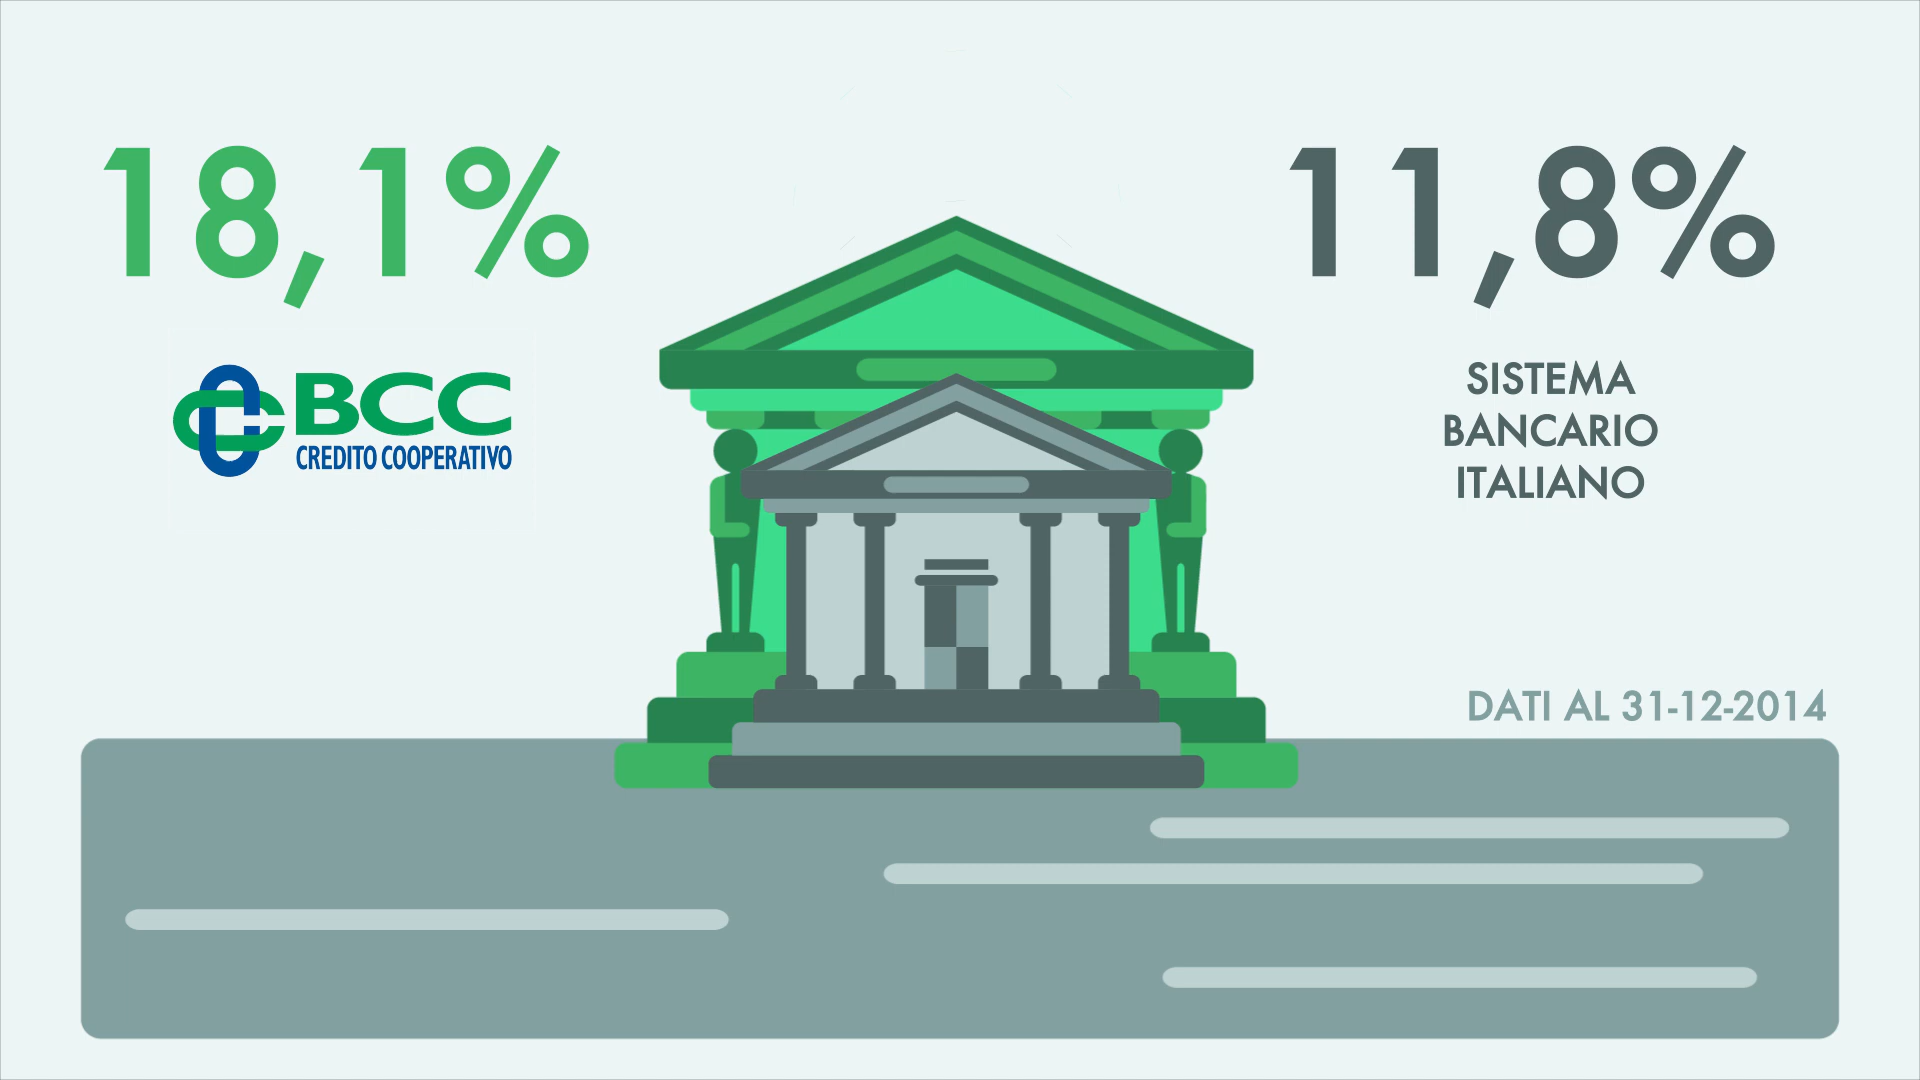 18,1%
BCC
CREDITO COOPERATIVO
11,8%
SISTEMA
BANCARIO
ITALIANO
DATI AL 31-12-2014